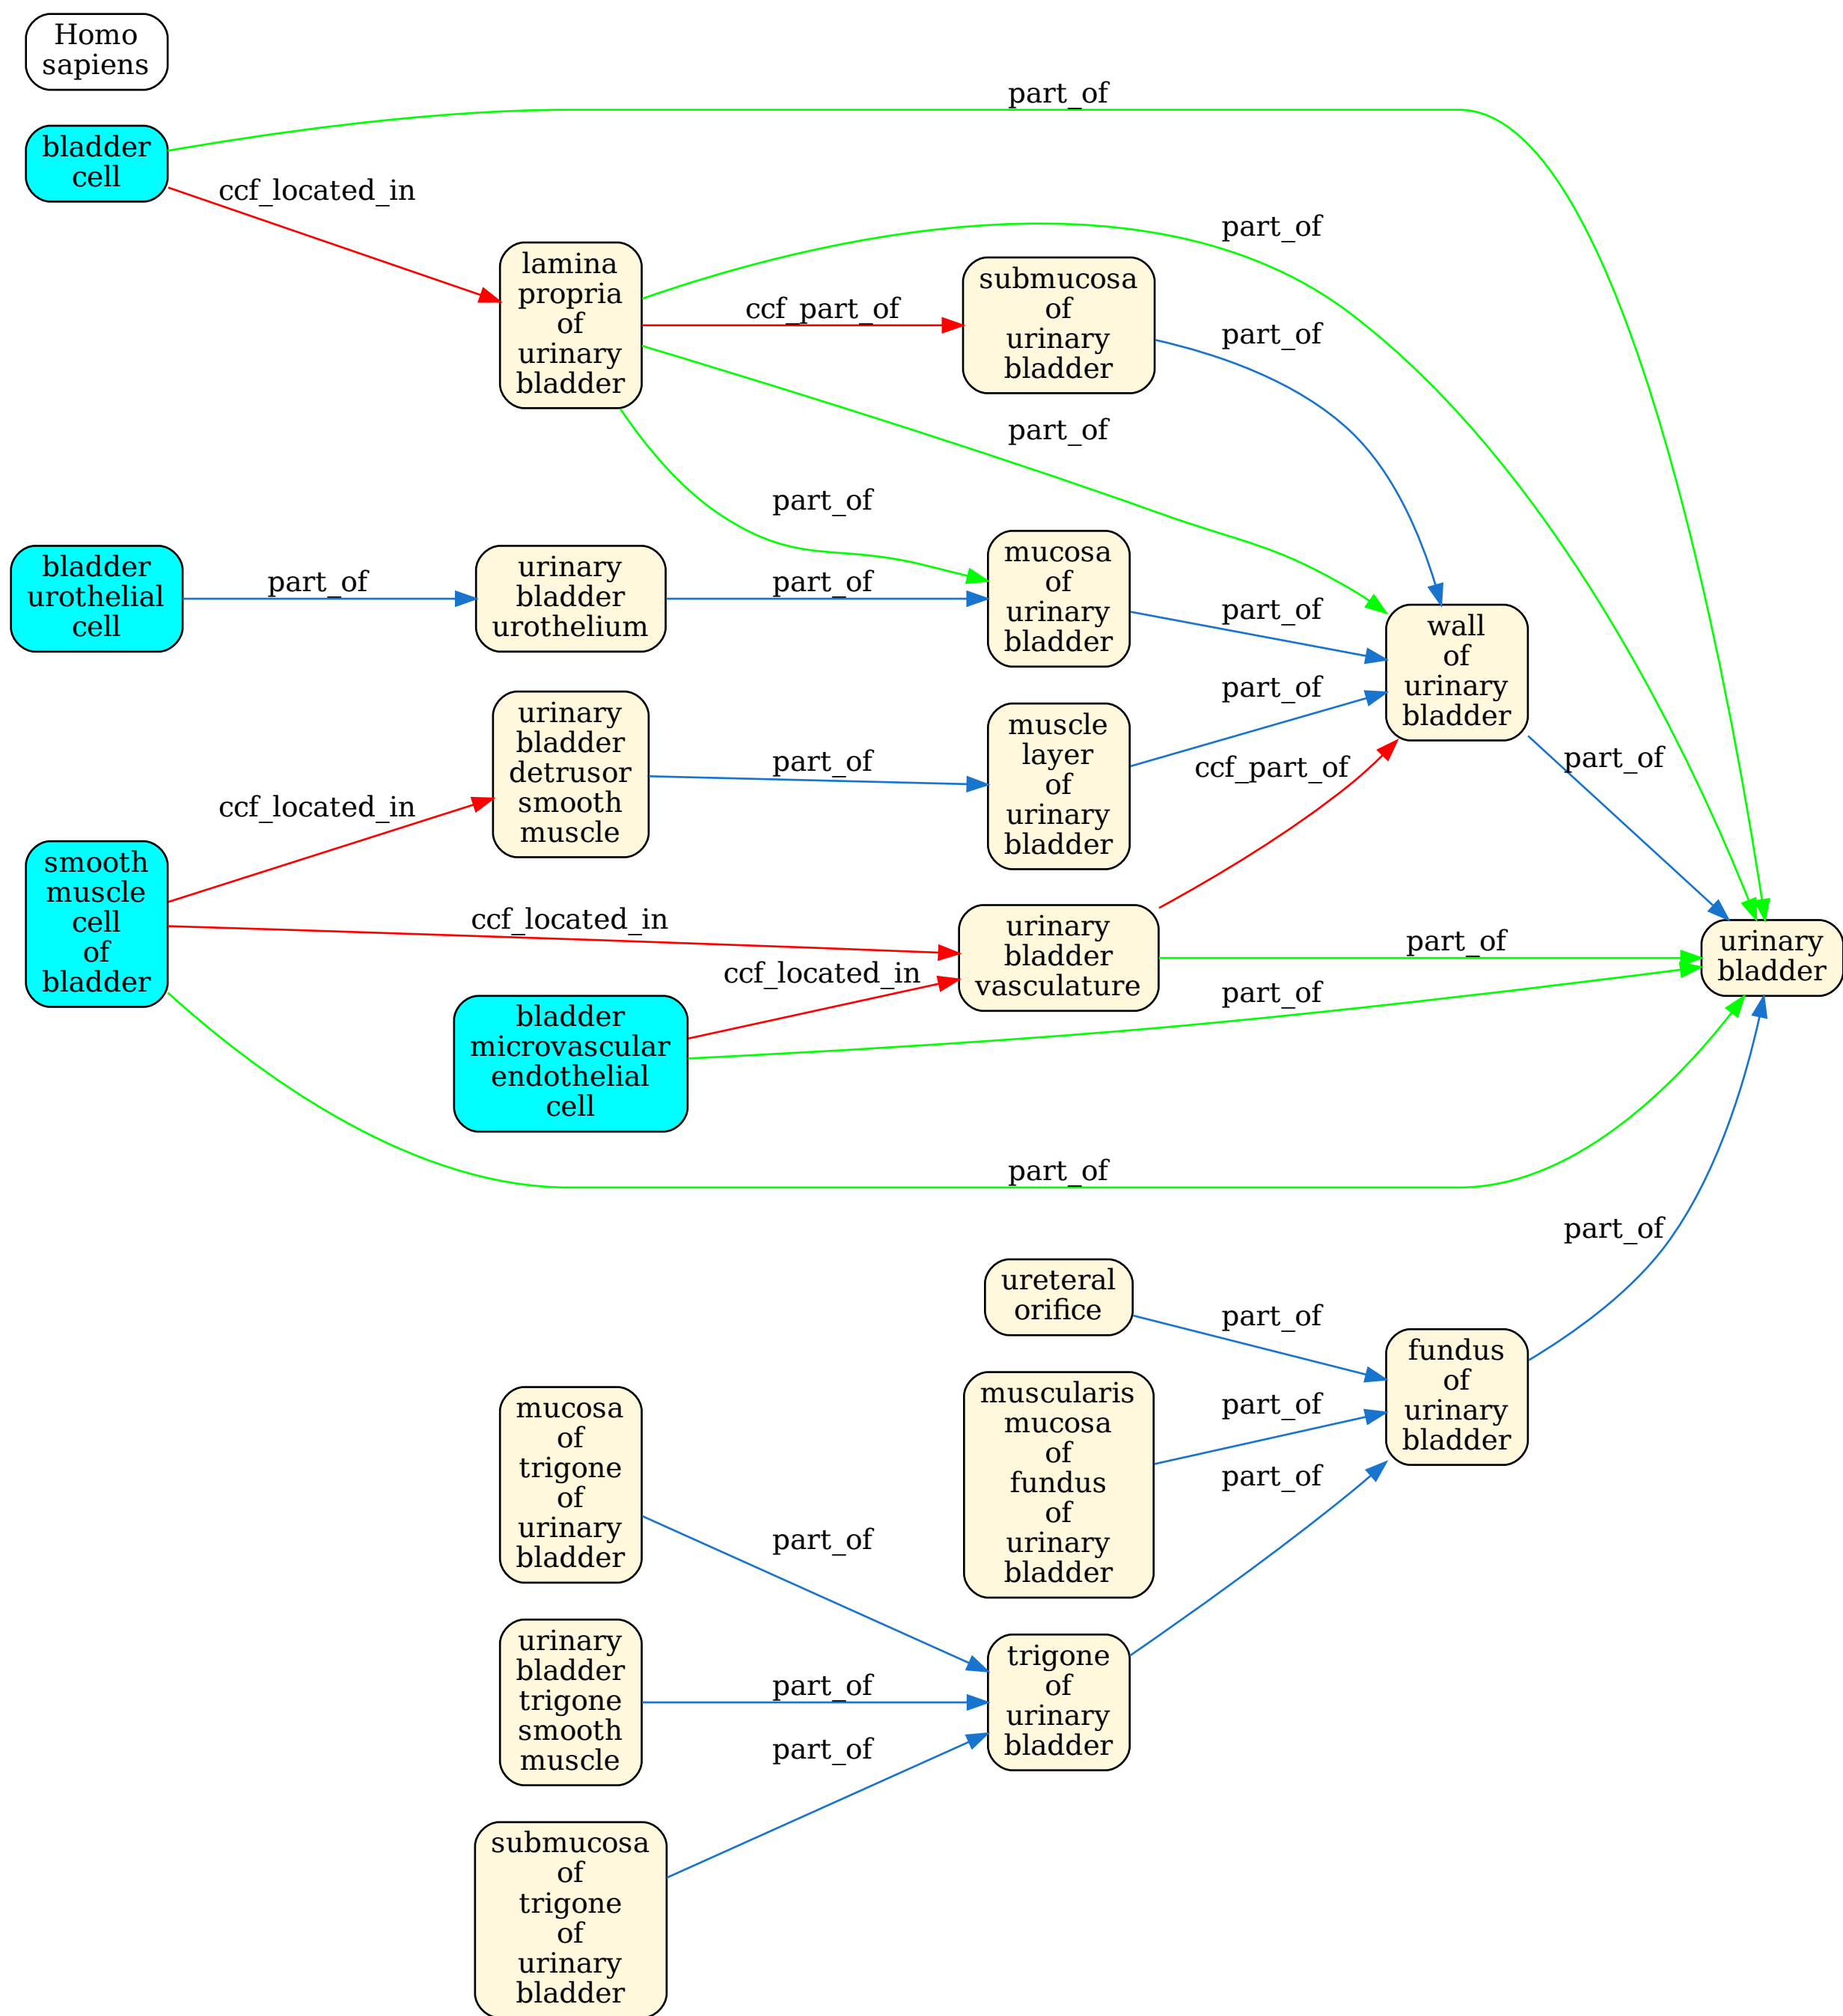 Homo
sapiens
part_of
bladder
cell
ccf_located_in
part_of
lamina
propria
of
urinary
bladder
ccf_part_of
submucosa
of
urinary
bladder
part_of
part_of
part_of
bladder
urothelial
cell
part_of
urinary
bladder
urothelium
part_of
mucosa
of
urinary
bladder
part_of
wall
of
urinary
bladder
part_of
urinary
bladder
detrusor
smooth
muscle
part_of
muscle
layer
of
urinary
bladder
part_of
ccf_part_of
ccf_located_in
smooth
muscle
cell
of
bladder
ccf_located_in
urinary
bladder
vasculature
part_of
urinary
bladder
ccf_located_in
bladder
microvascular
endothelial
cell
part_of
part_of
part_of
ureteral
orifice
part_of
fundus
of
urinary
bladder
muscularis
mucosa
of
fundus
of
urinary
bladder
part_of
part_of
mucosa
of
trigone
of
urinary
bladder
part_of
urinary
bladder
trigone
smooth
muscle
part_of
trigone
of
urinary
bladder
part_of
submucosa
of
trigone
of
urinary
bladder